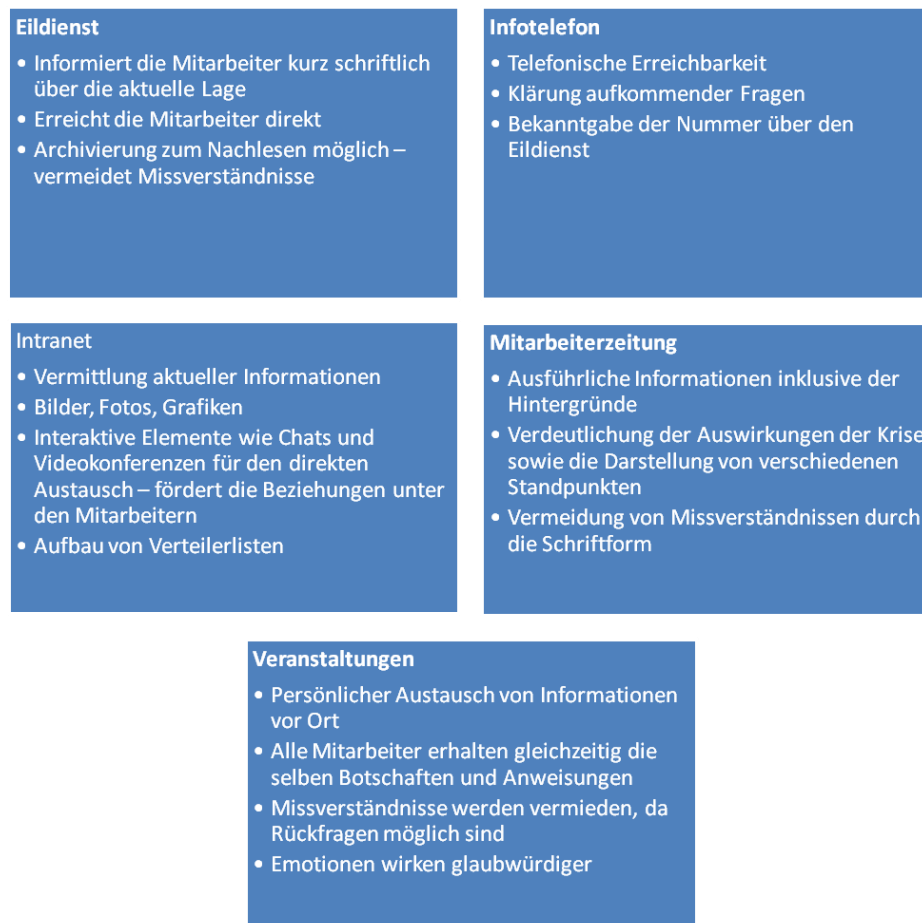 Eildienst
• Informiert die Mitarbeiter kurz schriftlich
über die aktuelle Lage
• Erreicht die Mitarbeiter direkt
• Archivierung zum Nachlesen möglich –
vermeidet Missverständnisse
Infotelefon
• Telefonische Erreichbarkeit
• Klärung aufkommender Fragen
• Bekanntgabe der Nummer über den
Eildienst
Intranet
• Vermittlung aktueller Informationen
• Bilder, Fotos, Grafiken
• Interaktive Elemente wie Chats und
Videokonferenzen für den direkten
Austausch – fördert die Beziehungen unter
den Mitarbeitern
• Aufbau von Verteilerlisten
Mitarbeiterzeitung
• Ausführliche Informationen inklusive der
Hintergründe
• Verdeutlichung der Auswirkungen der Krise
sowie die Darstellung von verschiedenen
Standpunkten
• Vermeidung von Missverständnissen durch
die Schriftform
Veranstaltungen
• Persönlicher Austausch von Informationen
vor Ort
• Alle Mitarbeiter erhalten gleichzeitig die
selben Botschaften und Anweisungen
• Missverständnisse werden vermieden, da
Rückfragen möglich sind
• Emotionen wirken glaubwürdiger